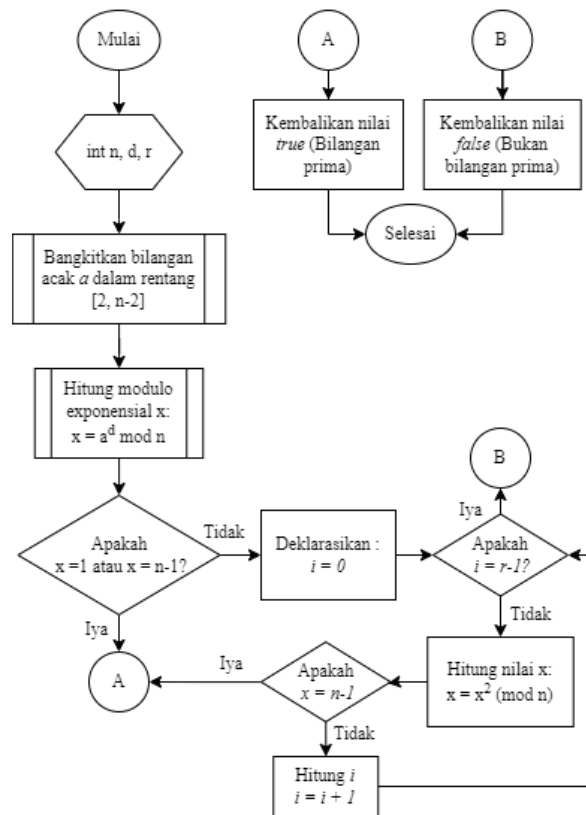 Mulai
int n, d, r
Bangkitkan bilangan
acak a dalam rentang
[2, n-2]
Hitung modulo
exponensial x:
x = a^d mod n
Apakah
x =1 atau x = n-1?
Tidak
Iya
Deklarasikan :
i = 0
Apakah
i = r-1?
Iya
B
Tidak
Hitung nilai x:
x = x² (mod n)
Apakah
x = n-1
Iya
A
Tidak
Hitung i
i = i + 1
A
Kembalikan nilai
true (Bilangan
prima)
B
Kembalikan nilai
false (Bukan
bilangan prima)
Selesai